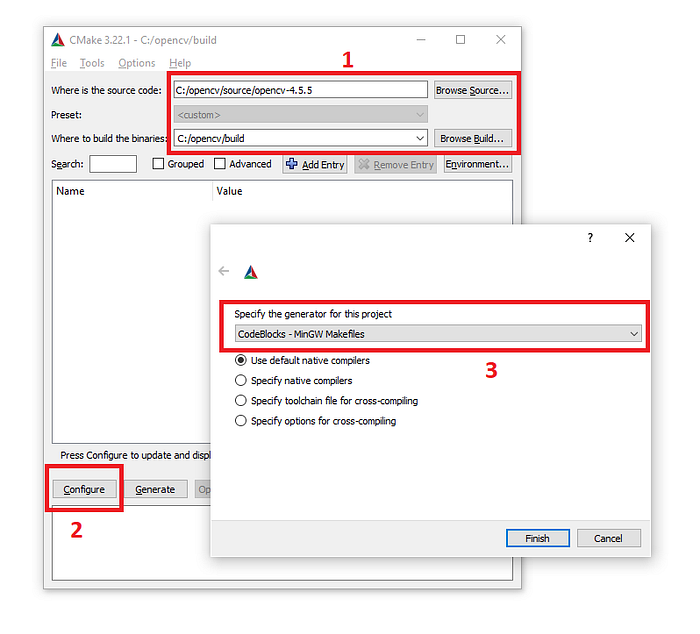 CMake 3.22.1 - C:/opencv/build
File Tools Options Help
1
Where is the source code: C:/opencv/source/opencv-4.5.5 Browse Source...
Preset: <custom>
Where to build the binaries: C:/opencv/build Browse Build...
Search: Grouped Advanced Add Entry Remove Entry Environment...
Name Value
?
Specify the generator for this project
CodeBlocks - MinGW Makefiles
3
Use default native compilers
Specify native compilers
Specify toolchain file for cross-compiling
Specify options for cross-compiling
Press Configure to update and displ
Configure Generate Op
2
Finish Cancel